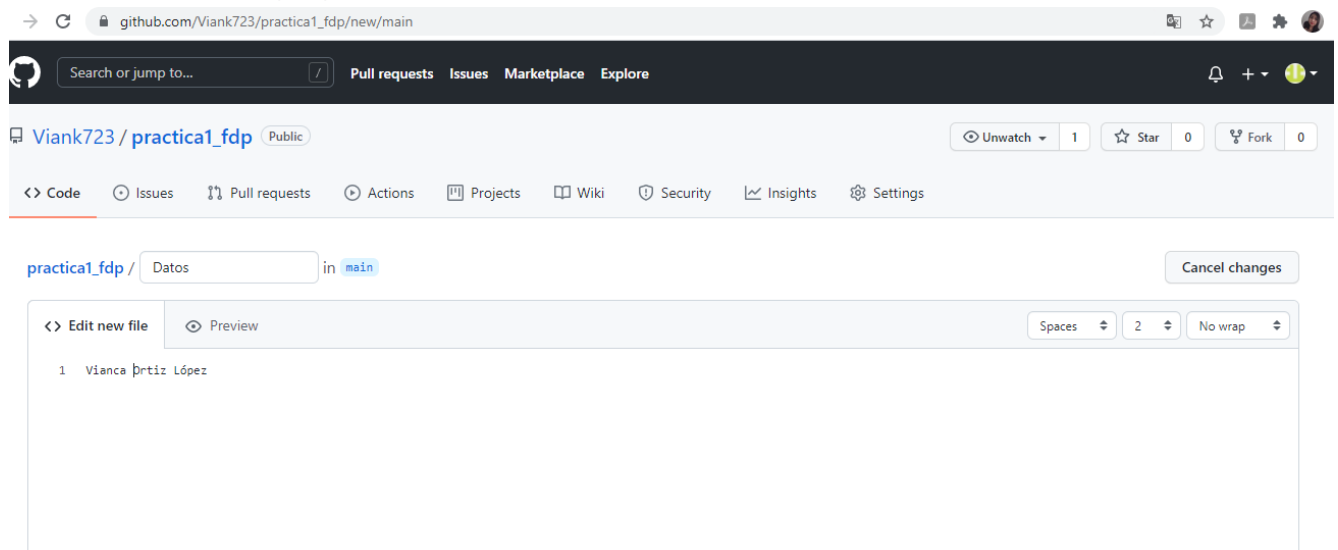 github.com/Viank723/practica1_fdp/new/main
Search or jump to... / Pull requests Issues Marketplace Explore
Viank723 / practica1_fdp Public Unwatch 1 Star 0 Fork 0
Code Issues Pull requests Actions Projects Wiki Security Insights Settings
practica1_fdp / Datos in main Cancel changes
<> Edit new file Preview Spaces 2 No wrap
1 Vianca Ortiz López